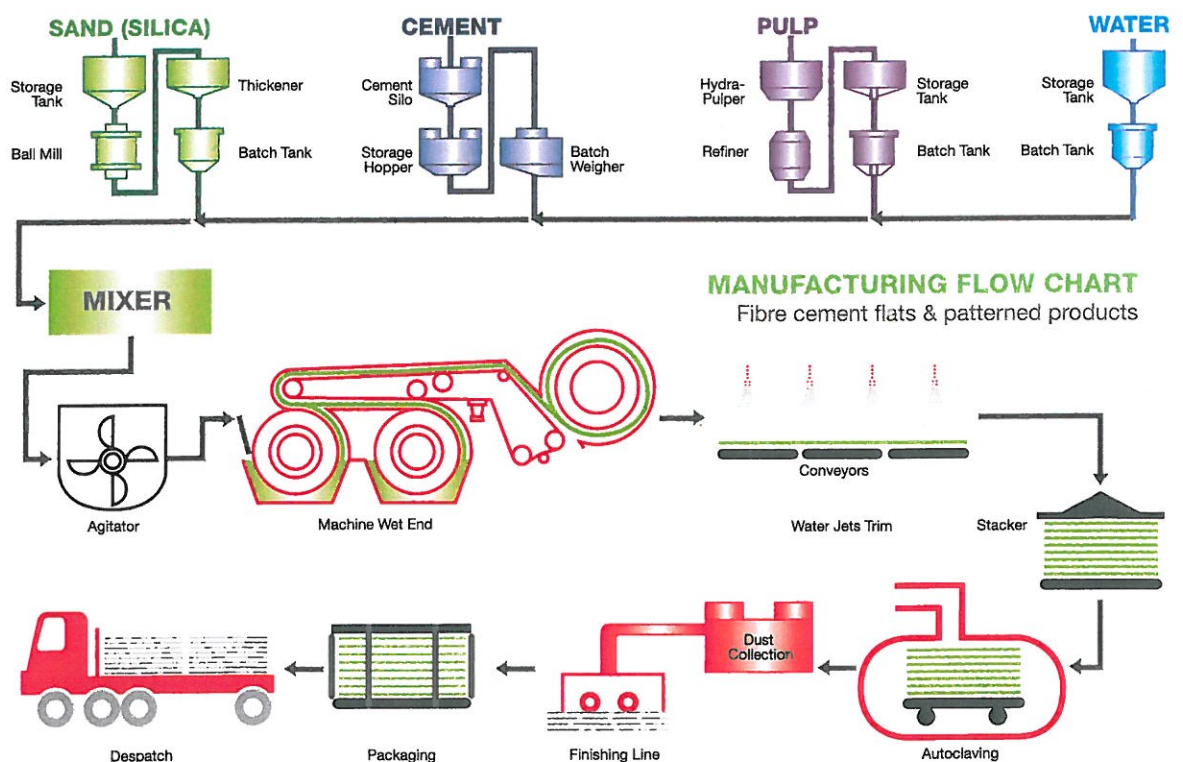 SAND (SILICA)
CEMENT
PULP
WATER
Storage
Tank
Thickener
Cement
Silo
Hydra-
Pulper
Storage
Tank
Storage
Tank
Ball Mill
Batch Tank
Storage
Hopper
Batch
Weigher
Refiner
Batch Tank
Batch Tank
MIXER
MANUFACTURING FLOW CHART
Fibre cement flats & patterned products
Conveyors
Agitator
Machine Wet End
Water Jets Trim
Stacker
Dust
Collection
Despatch
Packaging
Finishing Line
Autoclaving